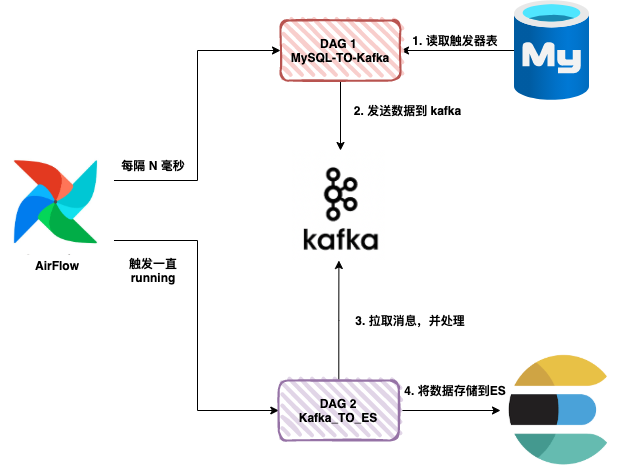 DAG 1
MySQL-TO-Kafka
1. 读取触发器表
My
2. 发送数据到 kafka
每隔 N 毫秒
kafka
AirFlow
触发一直
running
3. 拉取消息，并处理
DAG 2
Kafka_TO_ES
4. 将数据存储到ES